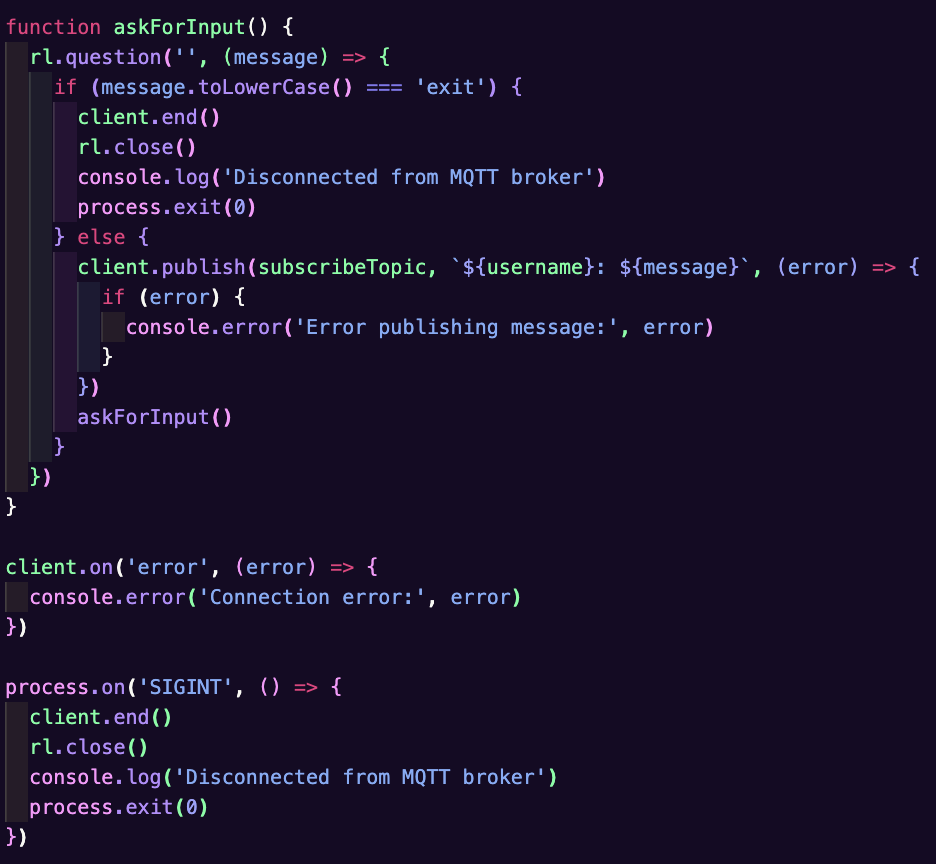 function askForInput() {
  rl.question('', (message) => {
    if (message.toLowerCase() === 'exit') {
      client.end()
      rl.close()
      console.log('Disconnected from MQTT broker')
      process.exit(0)
    } else {
      client.publish(subscribeTopic, `${username}: ${message}`, (error) => {
        if (error) {
          console.error('Error publishing message:', error)
        }
      })
      askForInput()
    }
  })
}

client.on('error', (error) => {
  console.error('Connection error:', error)
})

process.on('SIGINT', () => {
  client.end()
  rl.close()
  console.log('Disconnected from MQTT broker')
  process.exit(0)
})